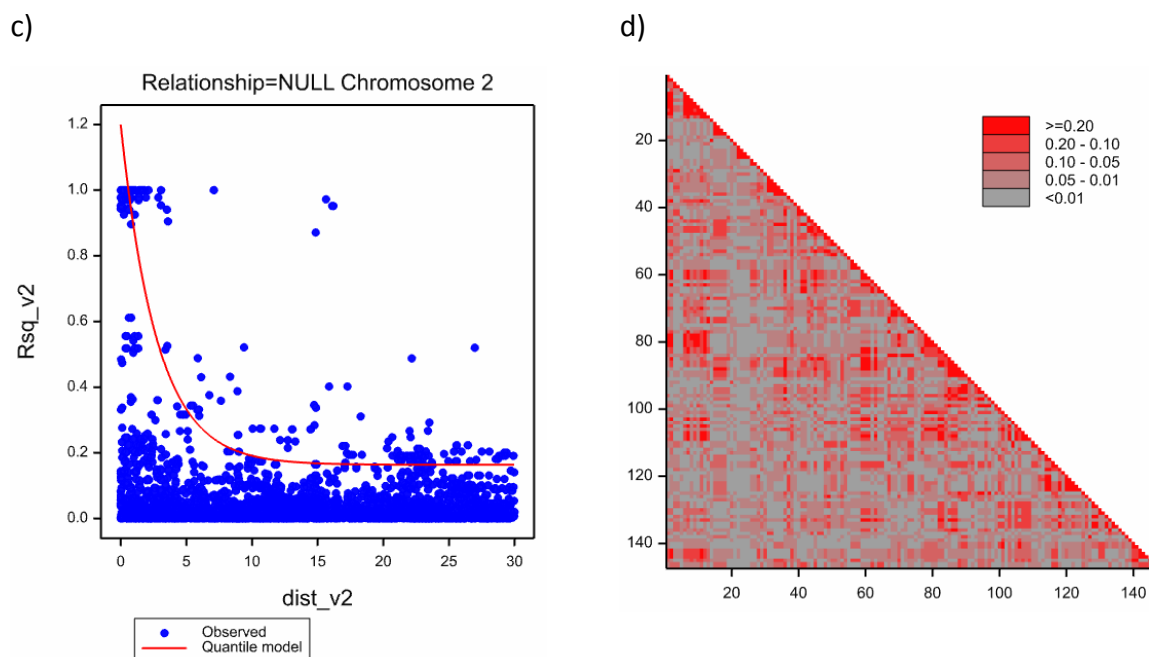 c)
Relationship=NULL Chromosome 2
1.2
1.0
0.8
0.6
0.4
0.2
0.0
Rsq_v2
0 5 10 15 20 25 30
dist_v2
Observed
Quantile model
d)
>=0.20
0.20 - 0.10
0.10 - 0.05
0.05 - 0.01
<0.01
20
40
60
80
100
120
140
20 40 60 80 100 120 140